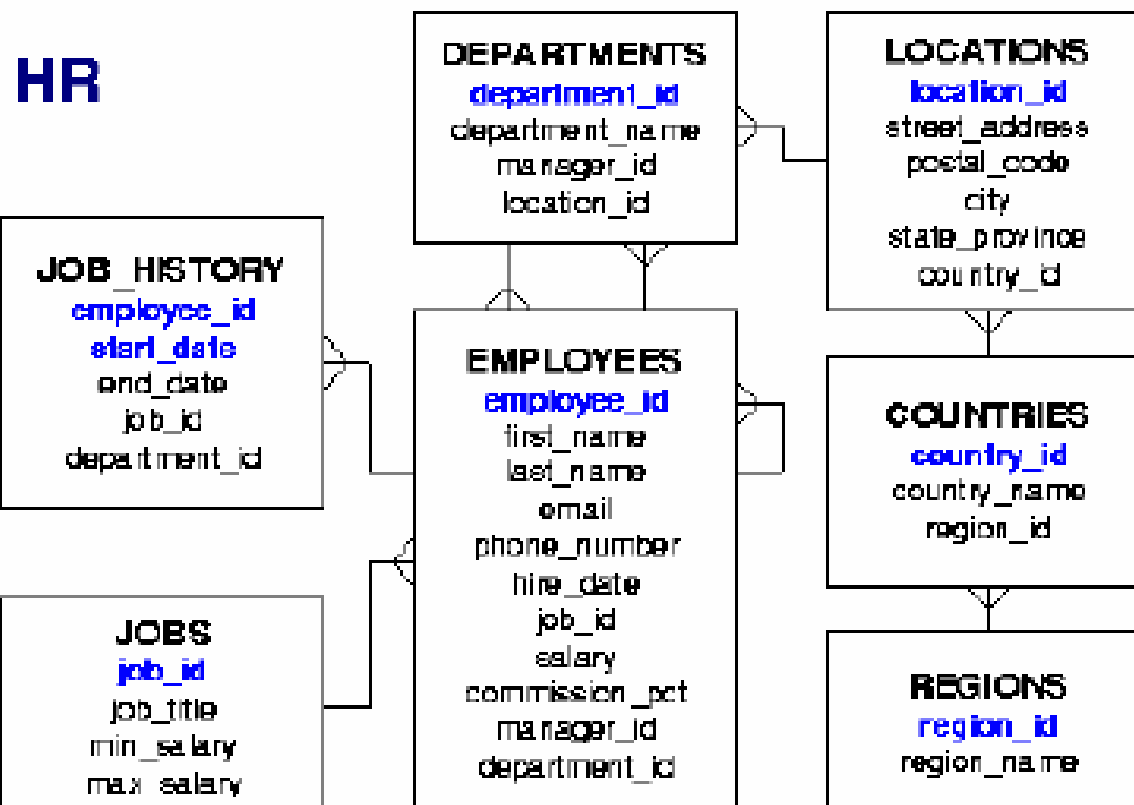 HR
DEPARTMENTS
department_id
department_name
manager_id
location_id
LOCATIONS
location_id
street_address
postal_code
city
state_province
country_id
JOB_HISTORY
employee_id
start_date
end_date
job_id
department_id
EMPLOYEES
employee_id
first_name
last_name
email
phone_number
hire_date
job_id
salary
commission_pct
manager_id
department_id
COUNTRIES
country_id
country_name
region_id
JOBS
job_id
job_title
min_salary
max_salary
REGIONS
region_id
region_name